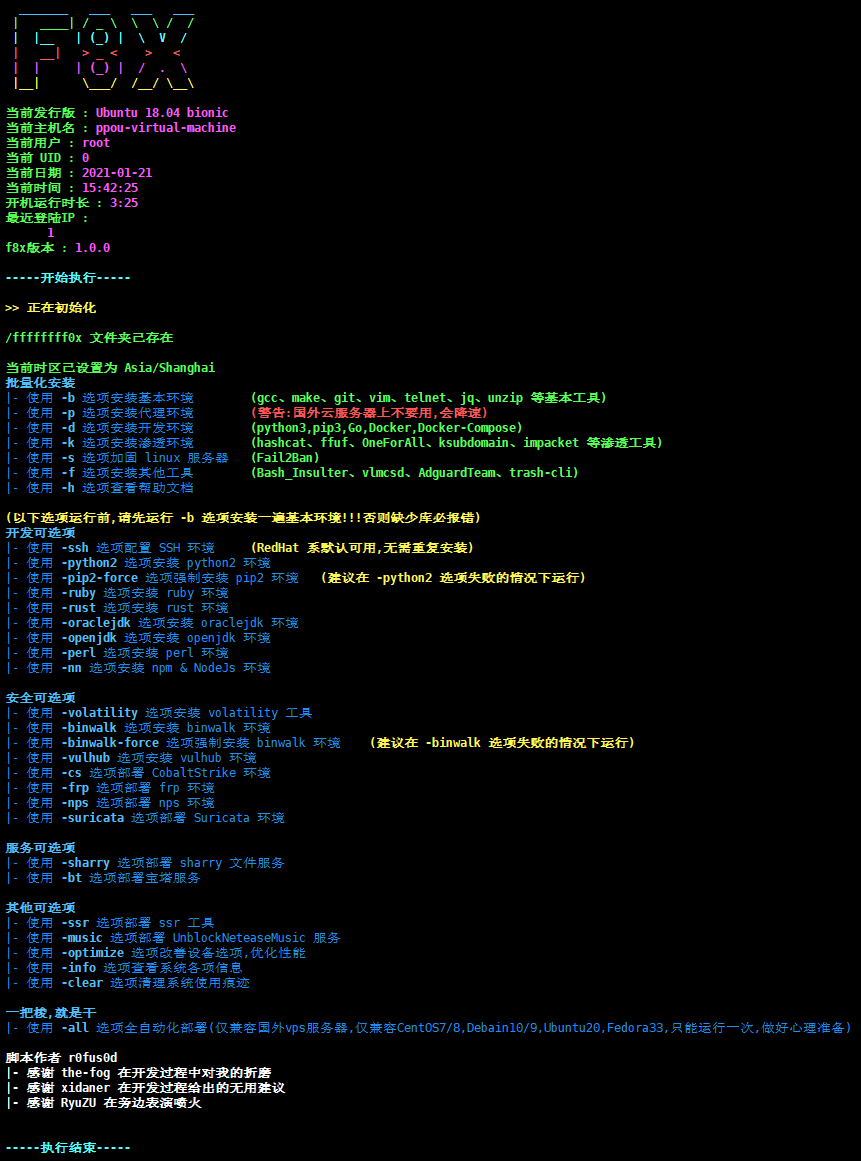 F8X
当前发行版 : Ubuntu 18.04 bionic
当前主机名 : ppou-virtual-machine
当前用户 : root
当前 UID : 0
当前日期 : 2021-01-21
当前时间 : 15:42:25
开机运行时长 : 3:25
最近登陆IP :
1
f8x版本 : 1.0.0
-----开始执行-----
>> 正在初始化
/ffffffff0x 文件夹已存在
当前时区已设置为 Asia/Shanghai
批量化安装
|- 使用 -b 选项安装基本环境 (gcc、make、git、vim、telnet、jq、unzip 等基本工具)
|- 使用 -p 选项安装代理环境 (警告:国外云服务器上不要用,会降速)
|- 使用 -d 选项安装开发环境 (python3,pip3,Go,Docker,Docker-Compose)
|- 使用 -k 选项安装渗透环境 (hashcat、ffuf、OneForAll、ksubdomain、impacket 等渗透工具)
|- 使用 -s 选项加固 linux 服务器 (Fail2Ban)
|- 使用 -f 选项安装其他工具 (Bash_Insulter、vlmcsd、AdguardTeam、trash-cli)
|- 使用 -h 选项查看帮助文档
(以下选项运行前,请先运行 -b 选项安装一遍基本环境!!!否则缺少库必报错)
开发可选项
|- 使用 -ssh 选项配置 SSH 环境 (RedHat 系默认可用,无需重复安装)
|- 使用 -python2 选项安装 python2 环境
|- 使用 -pip2-force 选项强制安装 pip2 环境 (建议在 -python2 选项失败的情况下运行)
|- 使用 -ruby 选项安装 ruby 环境
|- 使用 -rust 选项安装 rust 环境
|- 使用 -oraclejdk 选项安装 oraclejdk 环境
|- 使用 -openjdk 选项安装 openjdk 环境
|- 使用 -perl 选项安装 perl 环境
|- 使用 -nn 选项安装 npm & NodeJs 环境
安全可选项
|- 使用 -volatility 选项安装 volatility 工具
|- 使用 -binwalk 选项安装 binwalk 环境
|- 使用 -binwalk-force 选项强制安装 binwalk 环境 (建议在 -binwalk 选项失败的情况下运行)
|- 使用 -vulhub 选项安装 vulhub 环境
|- 使用 -cs 选项部署 CobaltStrike 环境
|- 使用 -frp 选项部署 frp 环境
|- 使用 -nps 选项部署 nps 环境
|- 使用 -suricata 选项部署 Suricata 环境
服务可选项
|- 使用 -sharry 选项部署 sharry 文件服务
|- 使用 -bt 选项部署宝塔服务
其他可选项
|- 使用 -ssr 选项部署 ssr 工具
|- 使用 -music 选项部署 UnblockNeteaseMusic 服务
|- 使用 -optimize 选项改善设备选项,优化性能
|- 使用 -info 选项查看系统各项信息
|- 使用 -clear 选项清理系统使用痕迹
一把梭,就是干
|- 使用 -all 选项全自动化部署(仅兼容国外vps服务器,仅兼容CentOS7/8,Debain10/9,Ubuntu20,Fedora33,只能运行一次,做好心理准备)
脚本作者 r0fus0d
|- 感谢 the-fog 在开发过程中对我的折磨
|- 感谢 xidaner 在开发过程给出的无用建议
|- 感谢 RyuZU 在旁边表演喷火
-----执行结束-----